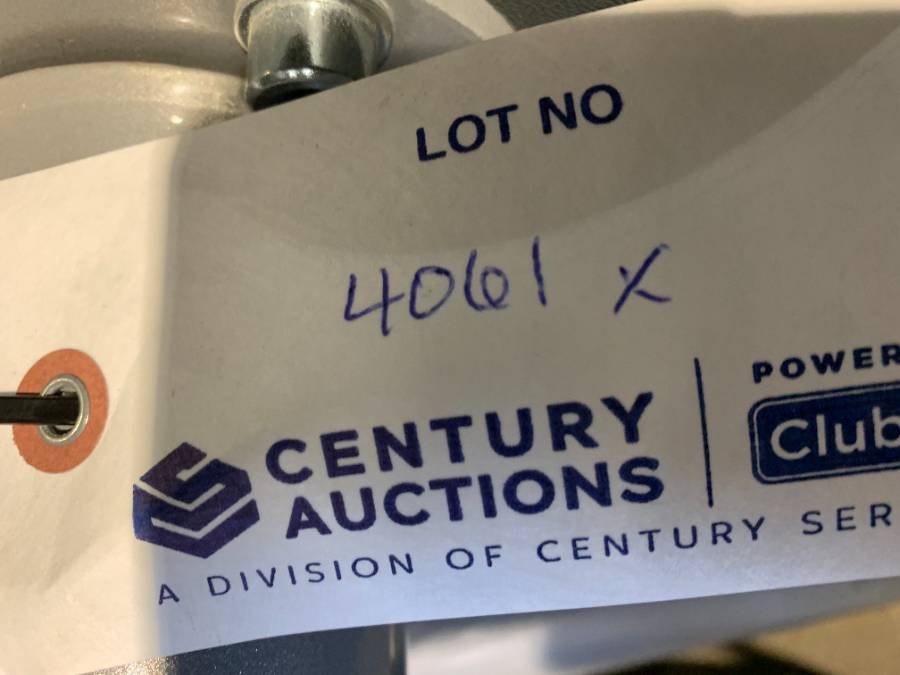 LOT NO
4061 X
CENTURY
AUCTIONS
POWER
Club
A DIVISION OF CENTURY SER